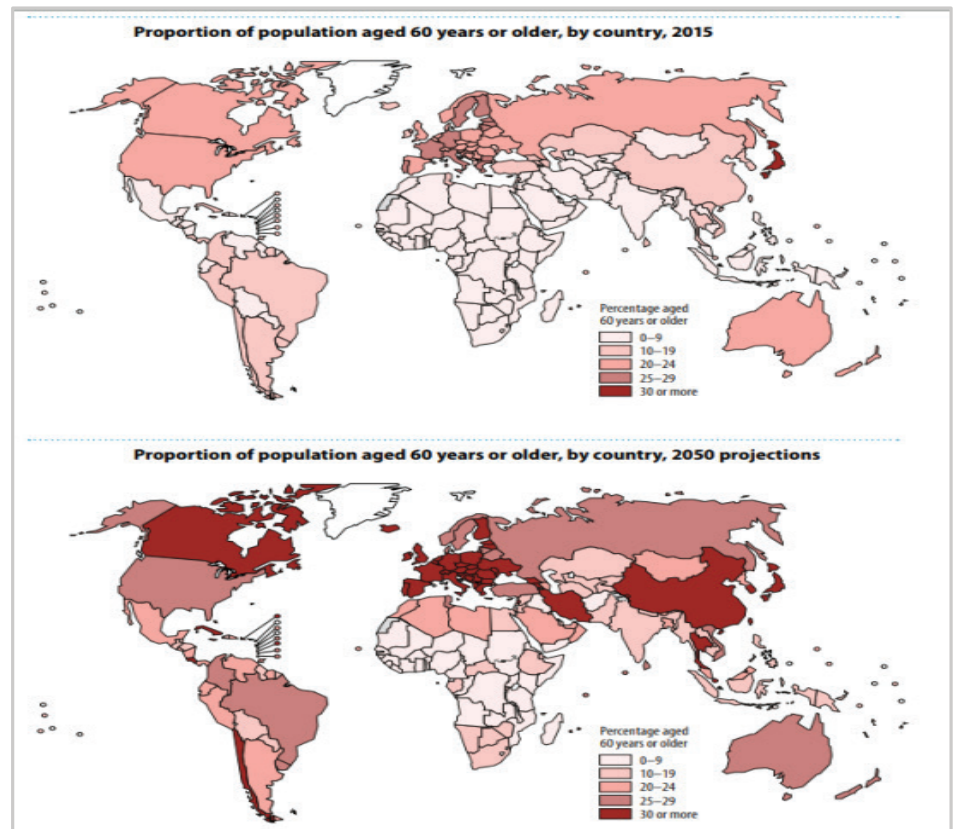 Proportion of population aged 60 years or older, by country, 2015
Percentage aged
60 years or older
0–9
10–19
20–24
25–29
30 or more
Proportion of population aged 60 years or older, by country, 2050 projections
Percentage aged
60 years or older
0–9
10–19
20–24
25–29
30 or more